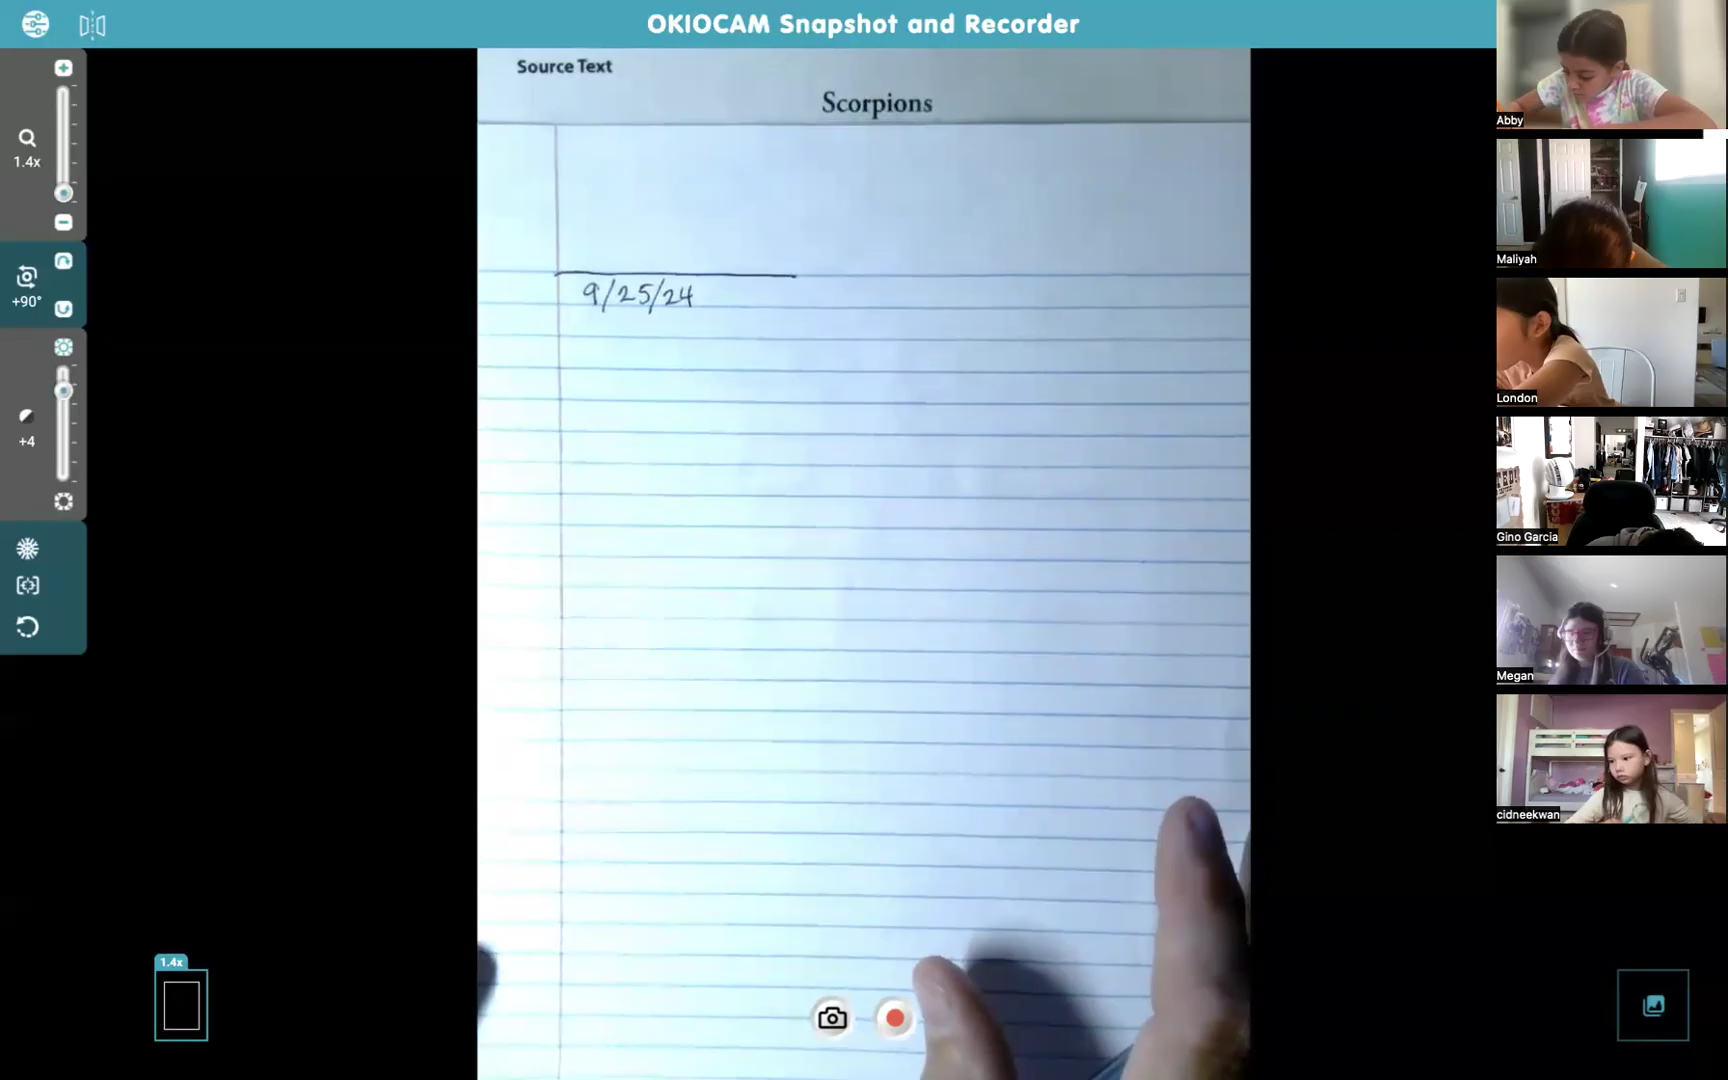 OKIOCAM Snapshot and Recorder
Source Text
Scorpions
9/25/24
1.4x
+90°
+4
1.4x
Abby
Maliyah
London
Gino Garcia
Megan
cidneekwan